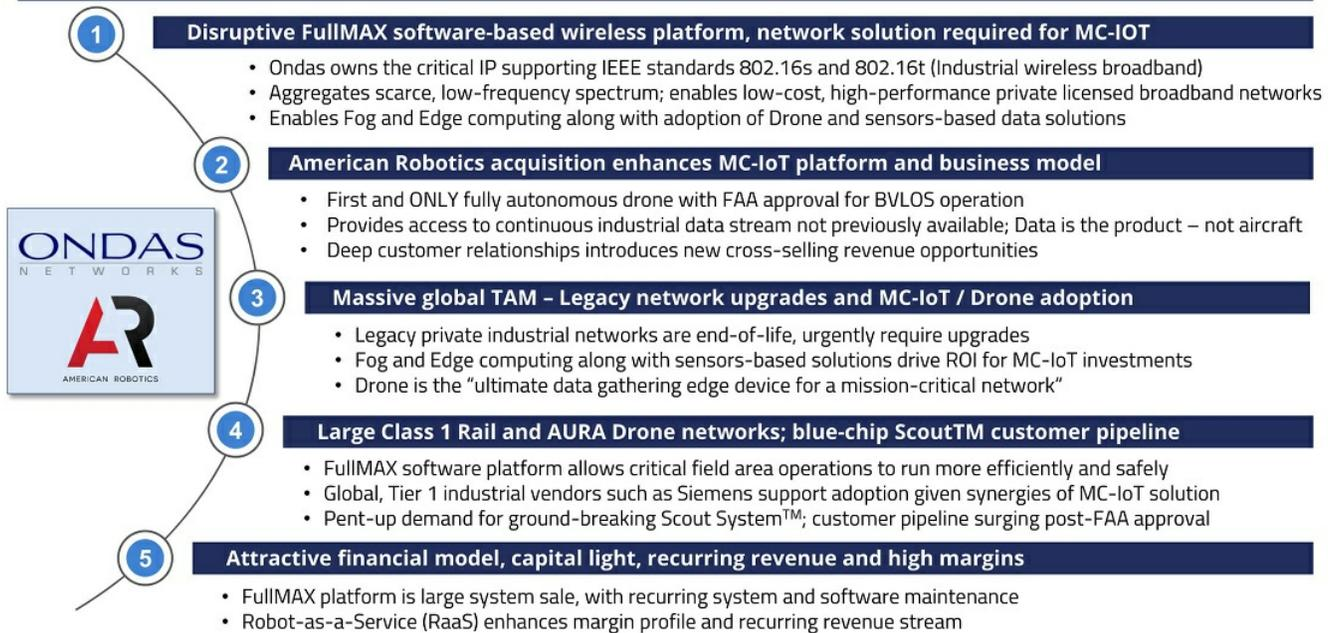 1
Disruptive FullMAX software-based wireless platform, network solution required for MC-IOT
• Ondas owns the critical IP supporting IEEE standards 802.16s and 802.16t (Industrial wireless broadband)
• Aggregates scarce, low-frequency spectrum; enables low-cost, high-performance private licensed broadband networks
• Enables Fog and Edge computing along with adoption of Drone and sensors-based data solutions
2
American Robotics acquisition enhances MC-IoT platform and business model
• First and ONLY fully autonomous drone with FAA approval for BVLOS operation
• Provides access to continuous industrial data stream not previously available; Data is the product – not aircraft
• Deep customer relationships introduces new cross-selling revenue opportunities
ONDAS
NETWORKS
AR
AMERICAN ROBOTICS
3
Massive global TAM – Legacy network upgrades and MC-IoT / Drone adoption
• Legacy private industrial networks are end-of-life, urgently require upgrades
• Fog and Edge computing along with sensors-based solutions drive ROI for MC-IoT investments
• Drone is the “ultimate data gathering edge device for a mission-critical network“
4
Large Class 1 Rail and AURA Drone networks; blue-chip ScoutTM customer pipeline
• FullMAX software platform allows critical field area operations to run more efficiently and safely
• Global, Tier 1 industrial vendors such as Siemens support adoption given synergies of MC-IoT solution
• Pent-up demand for ground-breaking Scout System™; customer pipeline surging post-FAA approval
5
Attractive financial model, capital light, recurring revenue and high margins
• FullMAX platform is large system sale, with recurring system and software maintenance
• Robot-as-a-Service (RaaS) enhances margin profile and recurring revenue stream